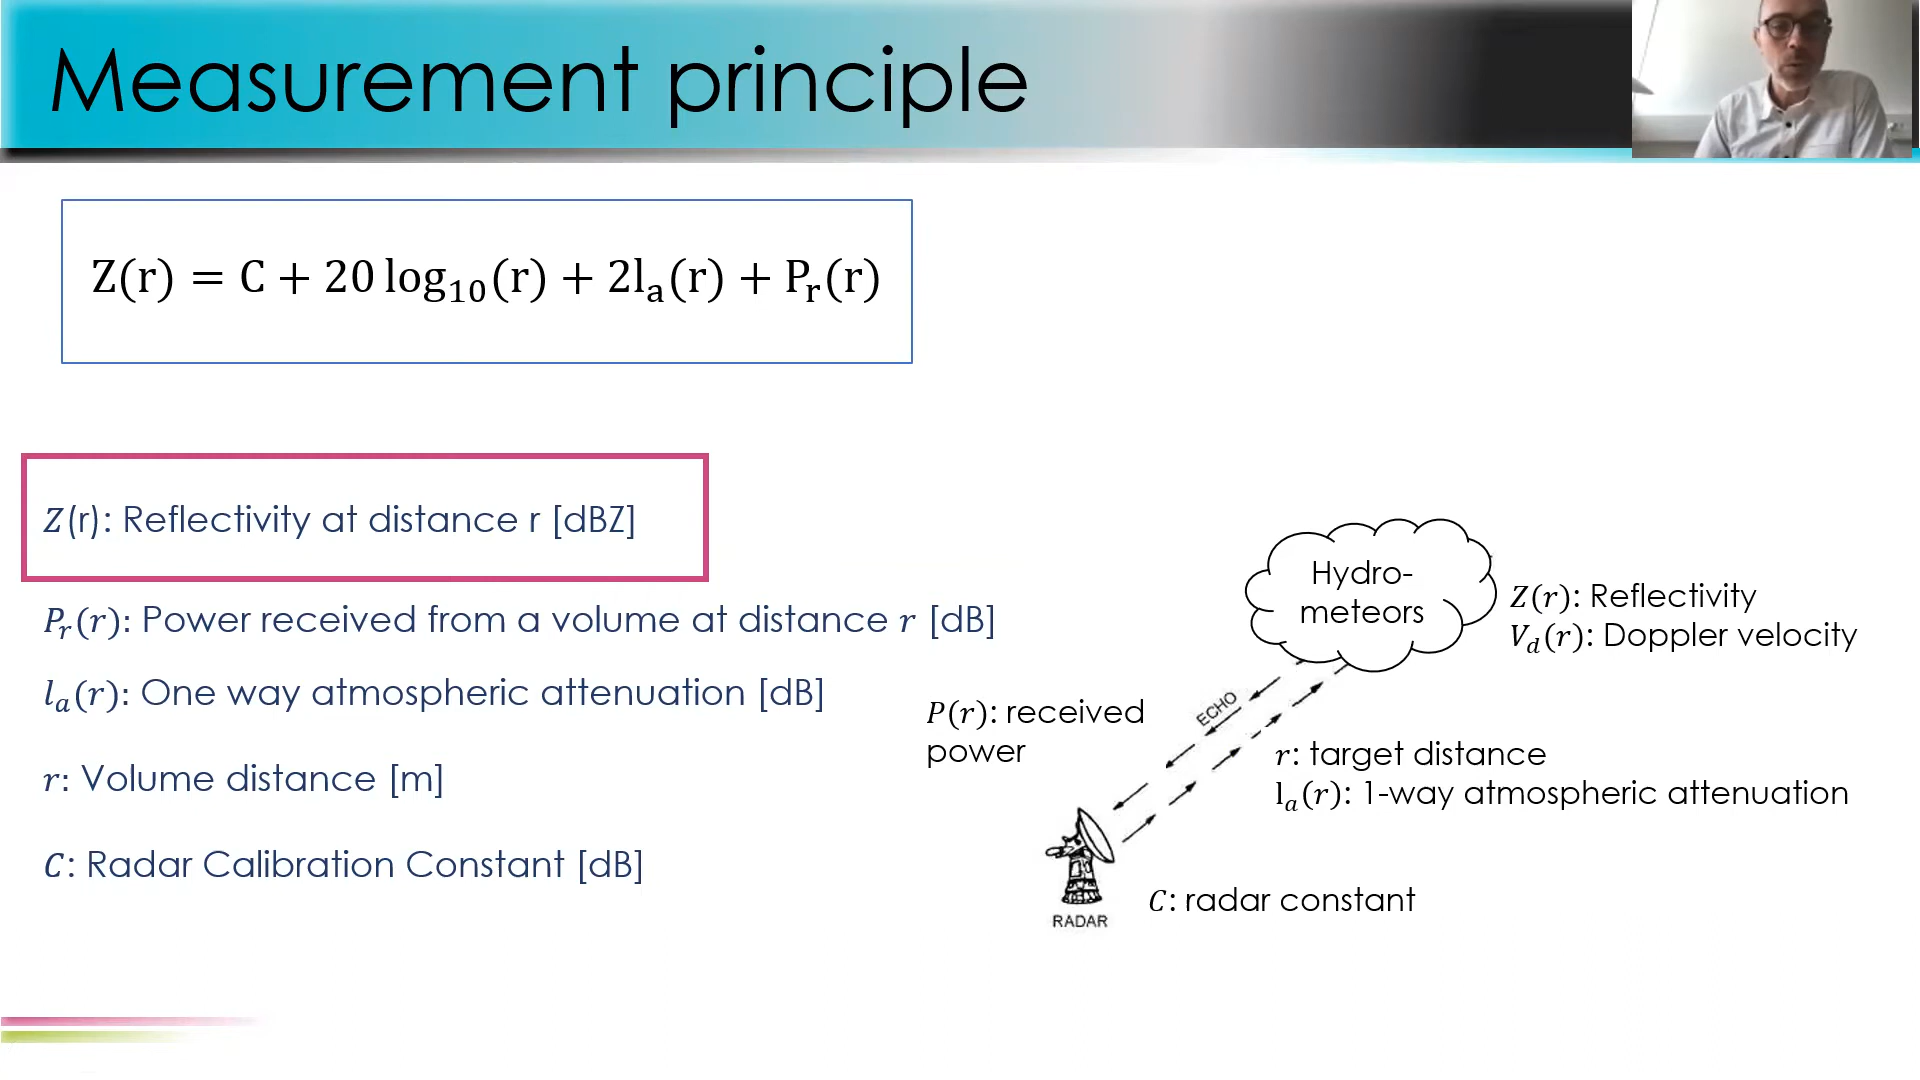 Measurement principle
Z(r) = C + 20 log₁₀(r) + 2lₐ(r) + Pᵣ(r)
Z(r): Reflectivity at distance r [dBZ]
Pᵣ(r): Power received from a volume at distance r [dB]
lₐ(r): One way atmospheric attenuation [dB]
r: Volume distance [m]
C: Radar Calibration Constant [dB]
Hydro-
meteors
Z(r): Reflectivity
V_d(r): Doppler velocity
ECHO
P(r): received
power
r: target distance
lₐ(r): 1-way atmospheric attenuation
C: radar constant
RADAR